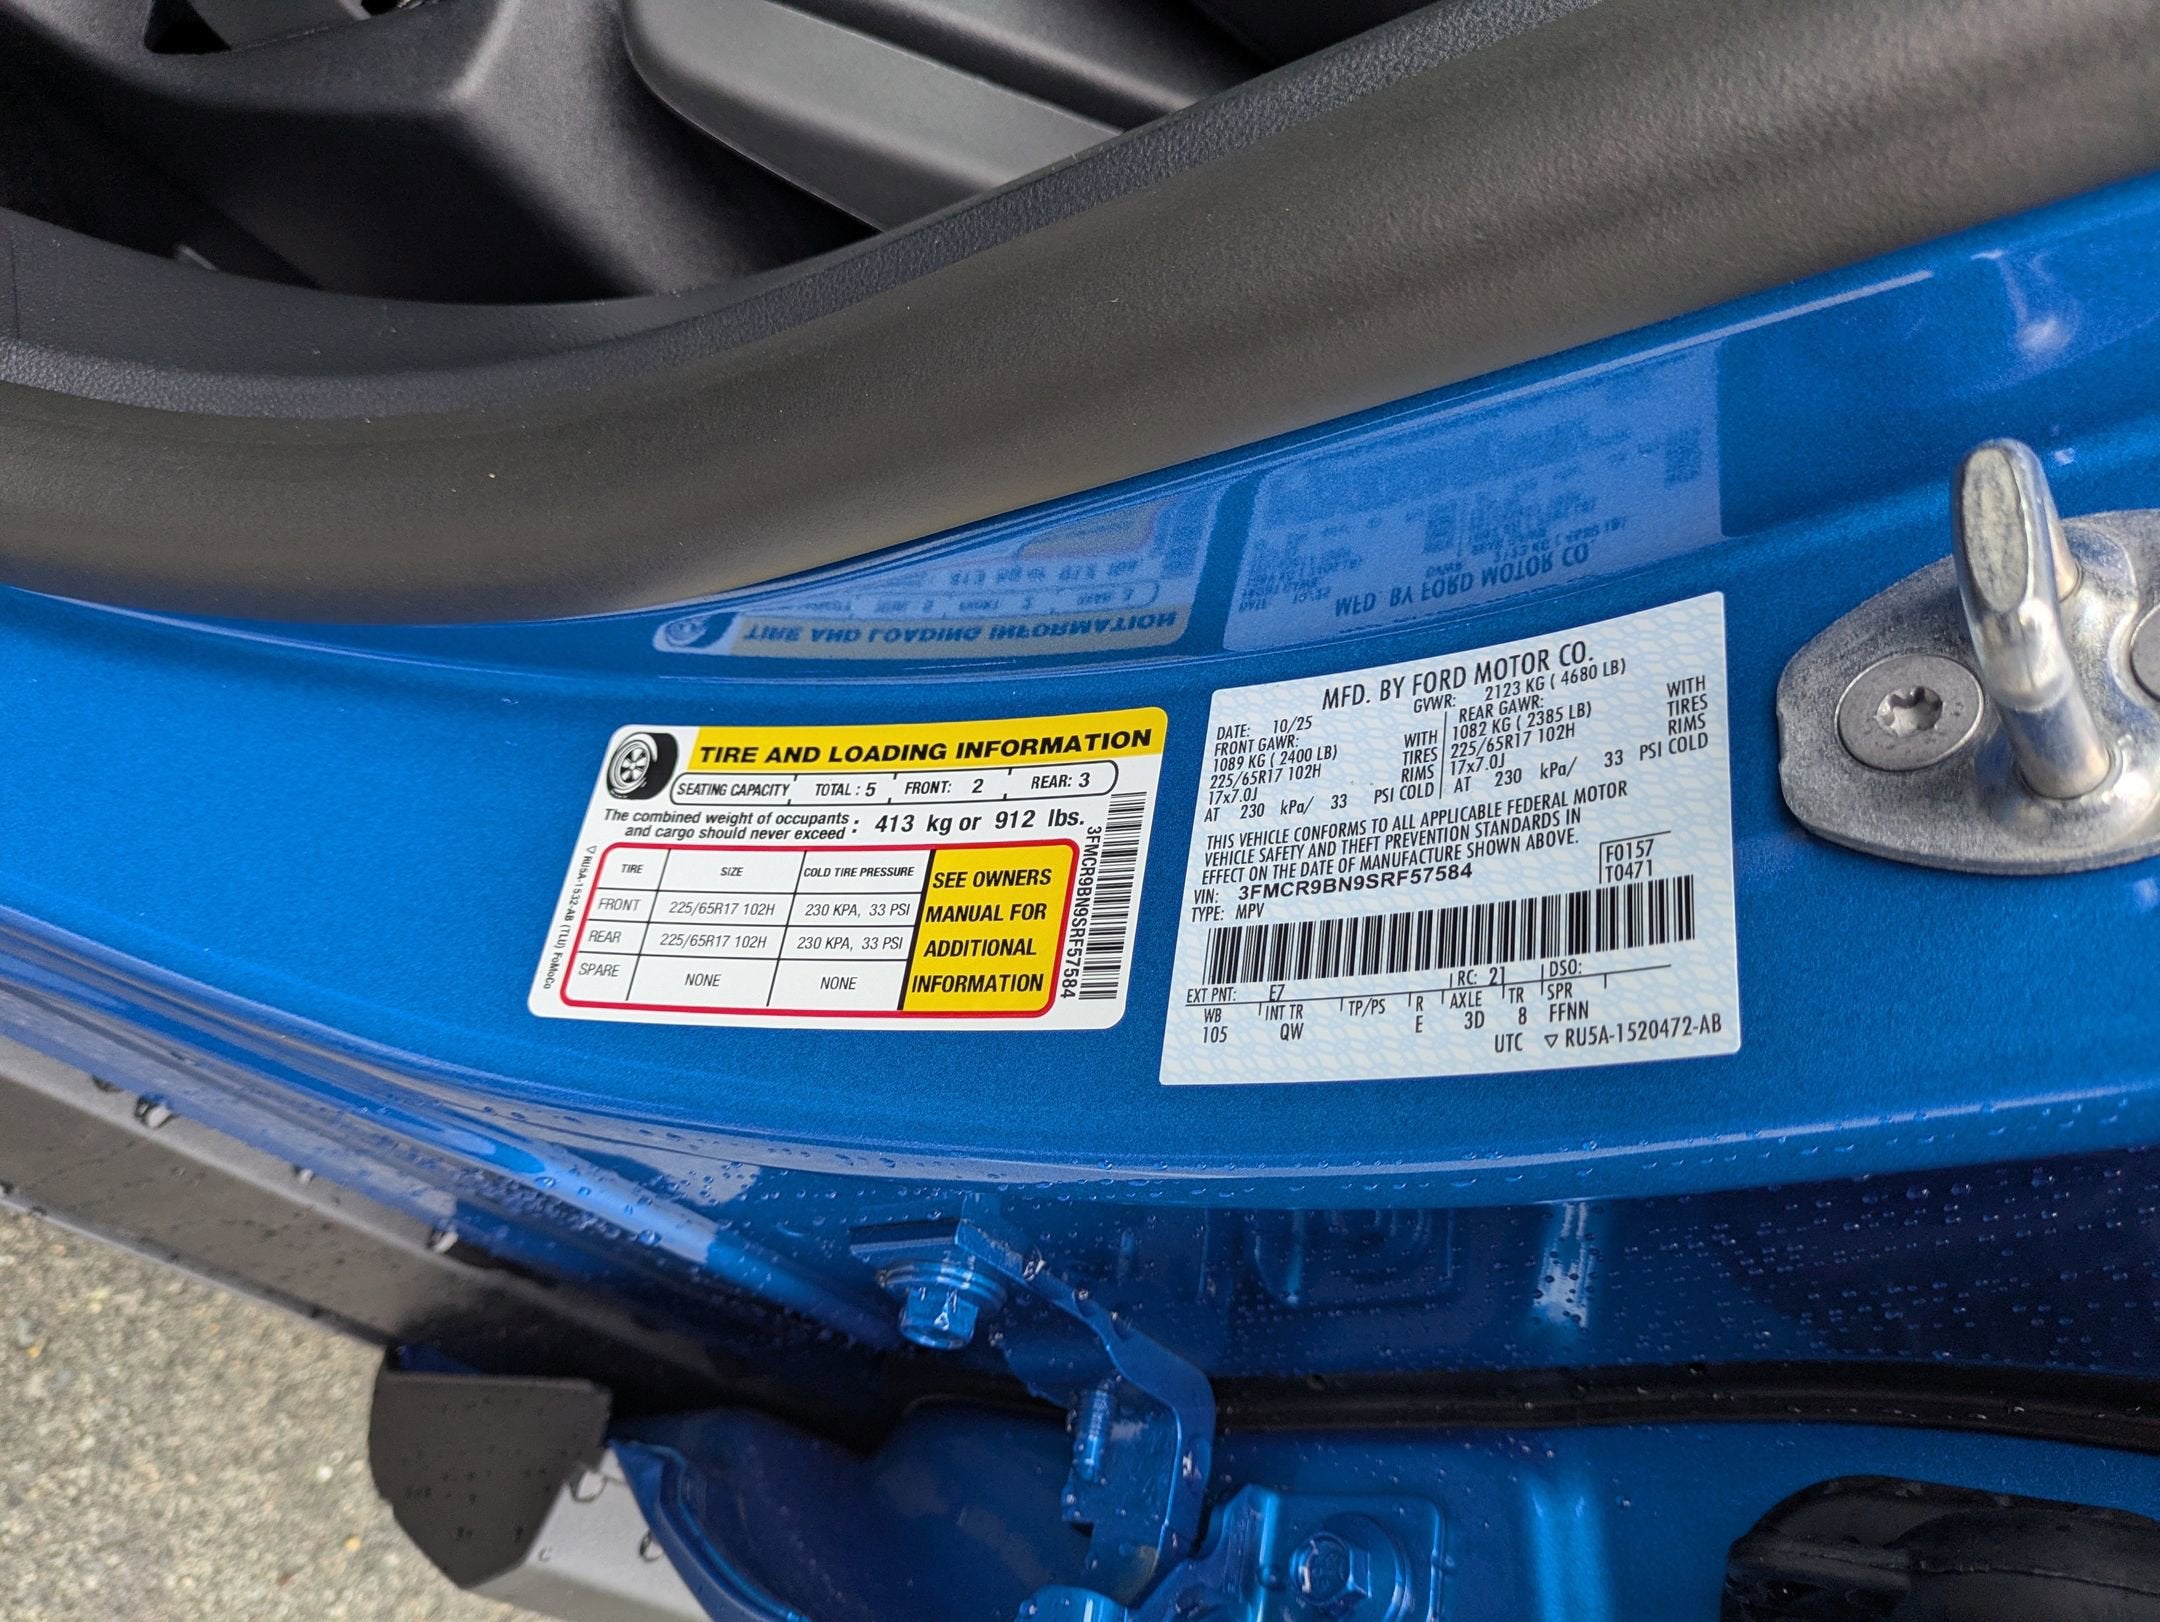 TIRE AND LOADING INFORMATION
SEATING CAPACITY TOTAL : 5 FRONT: 2 REAR: 3
The combined weight of occupants and cargo should never exceed : 413 kg or 912 lbs.
TIRE SIZE COLD TIRE PRESSURE
FRONT 225/65R17 102H 230 KPA, 33 PSI
REAR 225/65R17 102H 230 KPA, 33 PSI
SPARE NONE NONE
SEE OWNERS
MANUAL FOR
ADDITIONAL
INFORMATION
3FMCR9BN9SRF57584
▽ RU5A-1532-AB (TLU) FoMoCo
MFD. BY FORD MOTOR CO.
DATE: 10/25 GVWR: 2123 KG ( 4680 LB)
FRONT GAWR: REAR GAWR:
1089 KG ( 2400 LB) WITH 1082 KG ( 2385 LB) WITH
225/65R17 102H TIRES 225/65R17 102H TIRES
17x7.0J RIMS 17x7.0J RIMS
AT 230 kPa/ 33 PSI COLD AT 230 kPa/ 33 PSI COLD
THIS VEHICLE CONFORMS TO ALL APPLICABLE FEDERAL MOTOR
VEHICLE SAFETY AND THEFT PREVENTION STANDARDS IN
EFFECT ON THE DATE OF MANUFACTURE SHOWN ABOVE.
VIN: 3FMCR9BN9SRF57584
TYPE: MPV
F0157
T0471
EXT PNT: E7 RC: 21 DSO:
WB INT TR TP/PS R AXLE TR SPR
105 QW E 3D 8 FFNN
UTC ▽ RU5A-1520472-AB